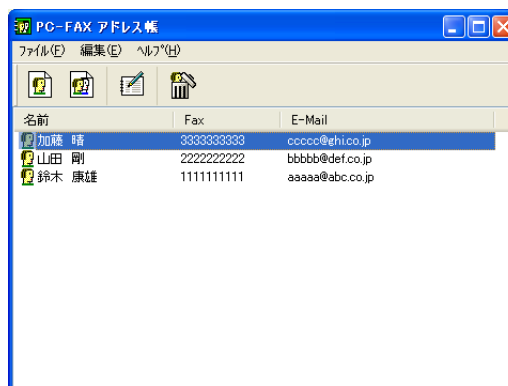 PC-FAX アドレス帳
ファイル(F) 編集(E) ヘルプ(H)
名前 Fax E-Mail
加藤 晴 3333333333 ccccc@ghi.co.jp
山田 剛 2222222222 bbbbb@def.co.jp
鈴木 康雄 1111111111 aaaaa@abc.co.jp